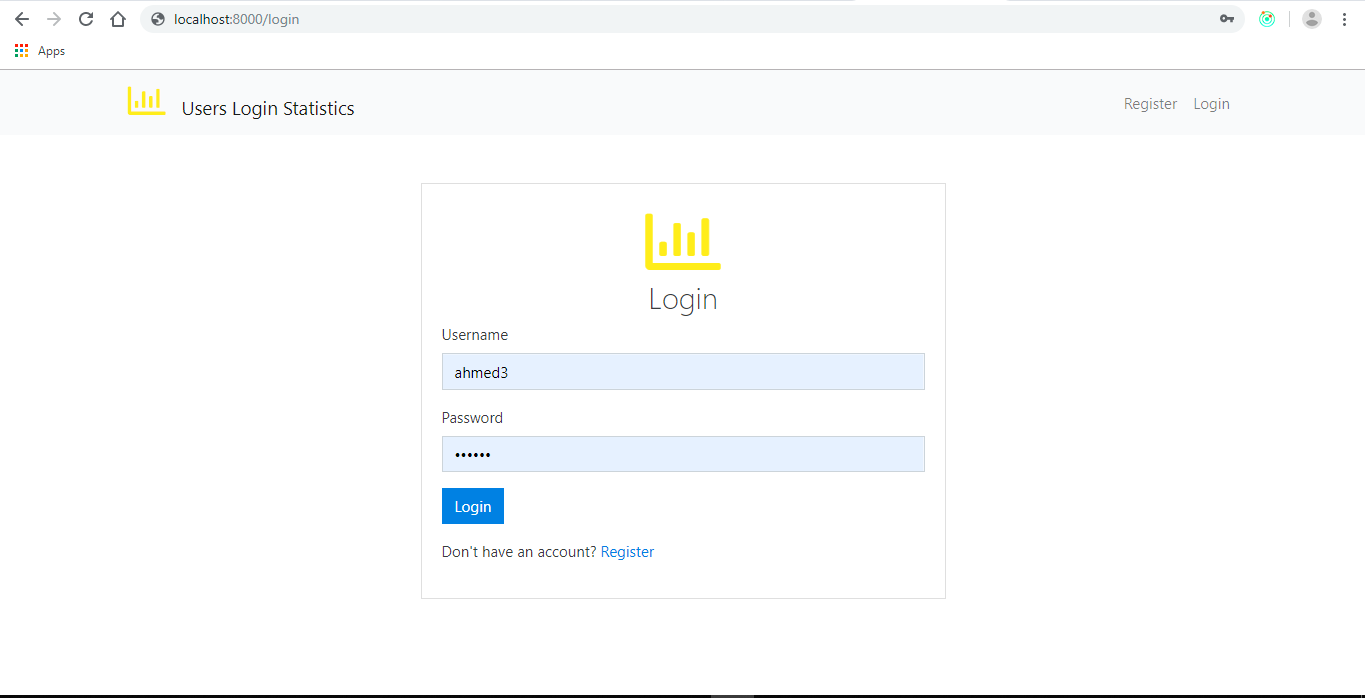 localhost:8000/login
Apps
Users Login Statistics
Register Login
Login
Username
ahmed3
Password
••••••
Login
Don't have an account? Register